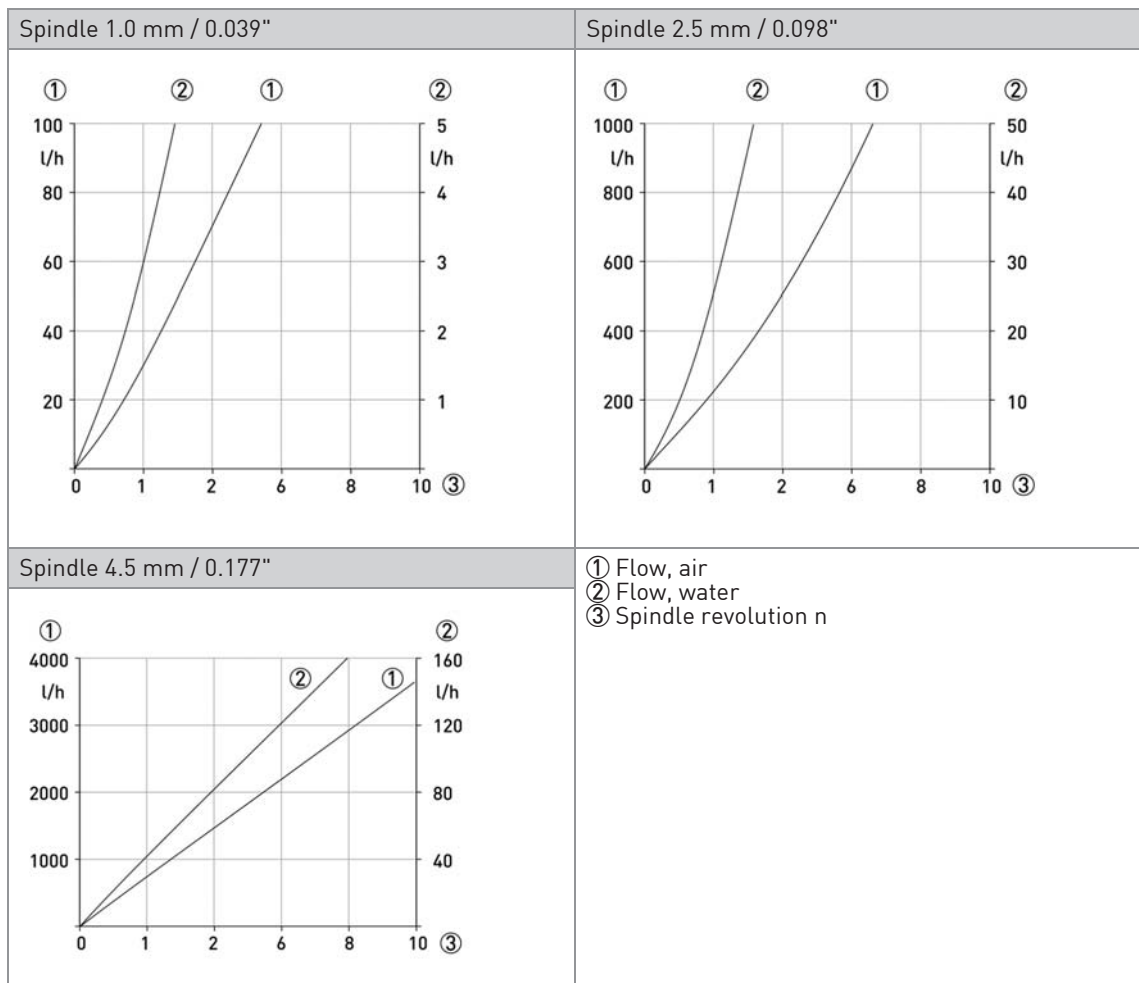 Spindle 1.0 mm / 0.039"
Spindle 2.5 mm / 0.098"
① ② ① ②
100 5
l/h l/h
80 4
60 3
40 2
20 1
0 1 2 6 8 10 ③
① ② ① ②
1000 50
l/h l/h
800 40
600 30
400 20
200 10
0 1 2 6 8 10 ③
Spindle 4.5 mm / 0.177"
① ②
4000 160
l/h ② ① l/h
3000 120
2000 80
1000 40
0 1 2 6 8 10 ③
① Flow, air
② Flow, water
③ Spindle revolution n